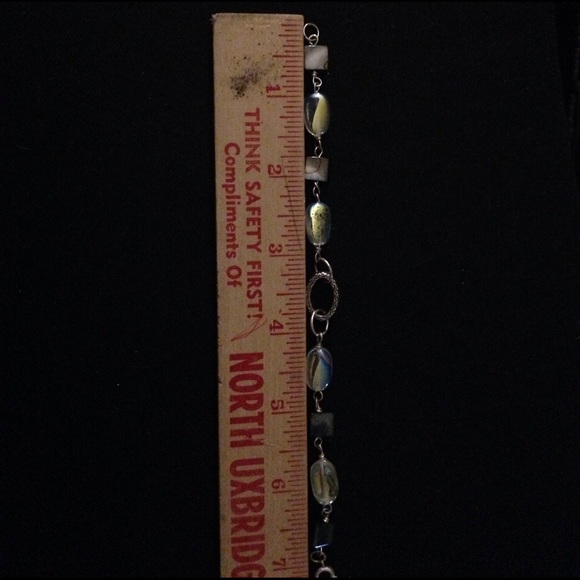 THINK SAFETY FIRST!
Compliments Of
NORTH UXBRIDG
1
2
3
4
5
6
7